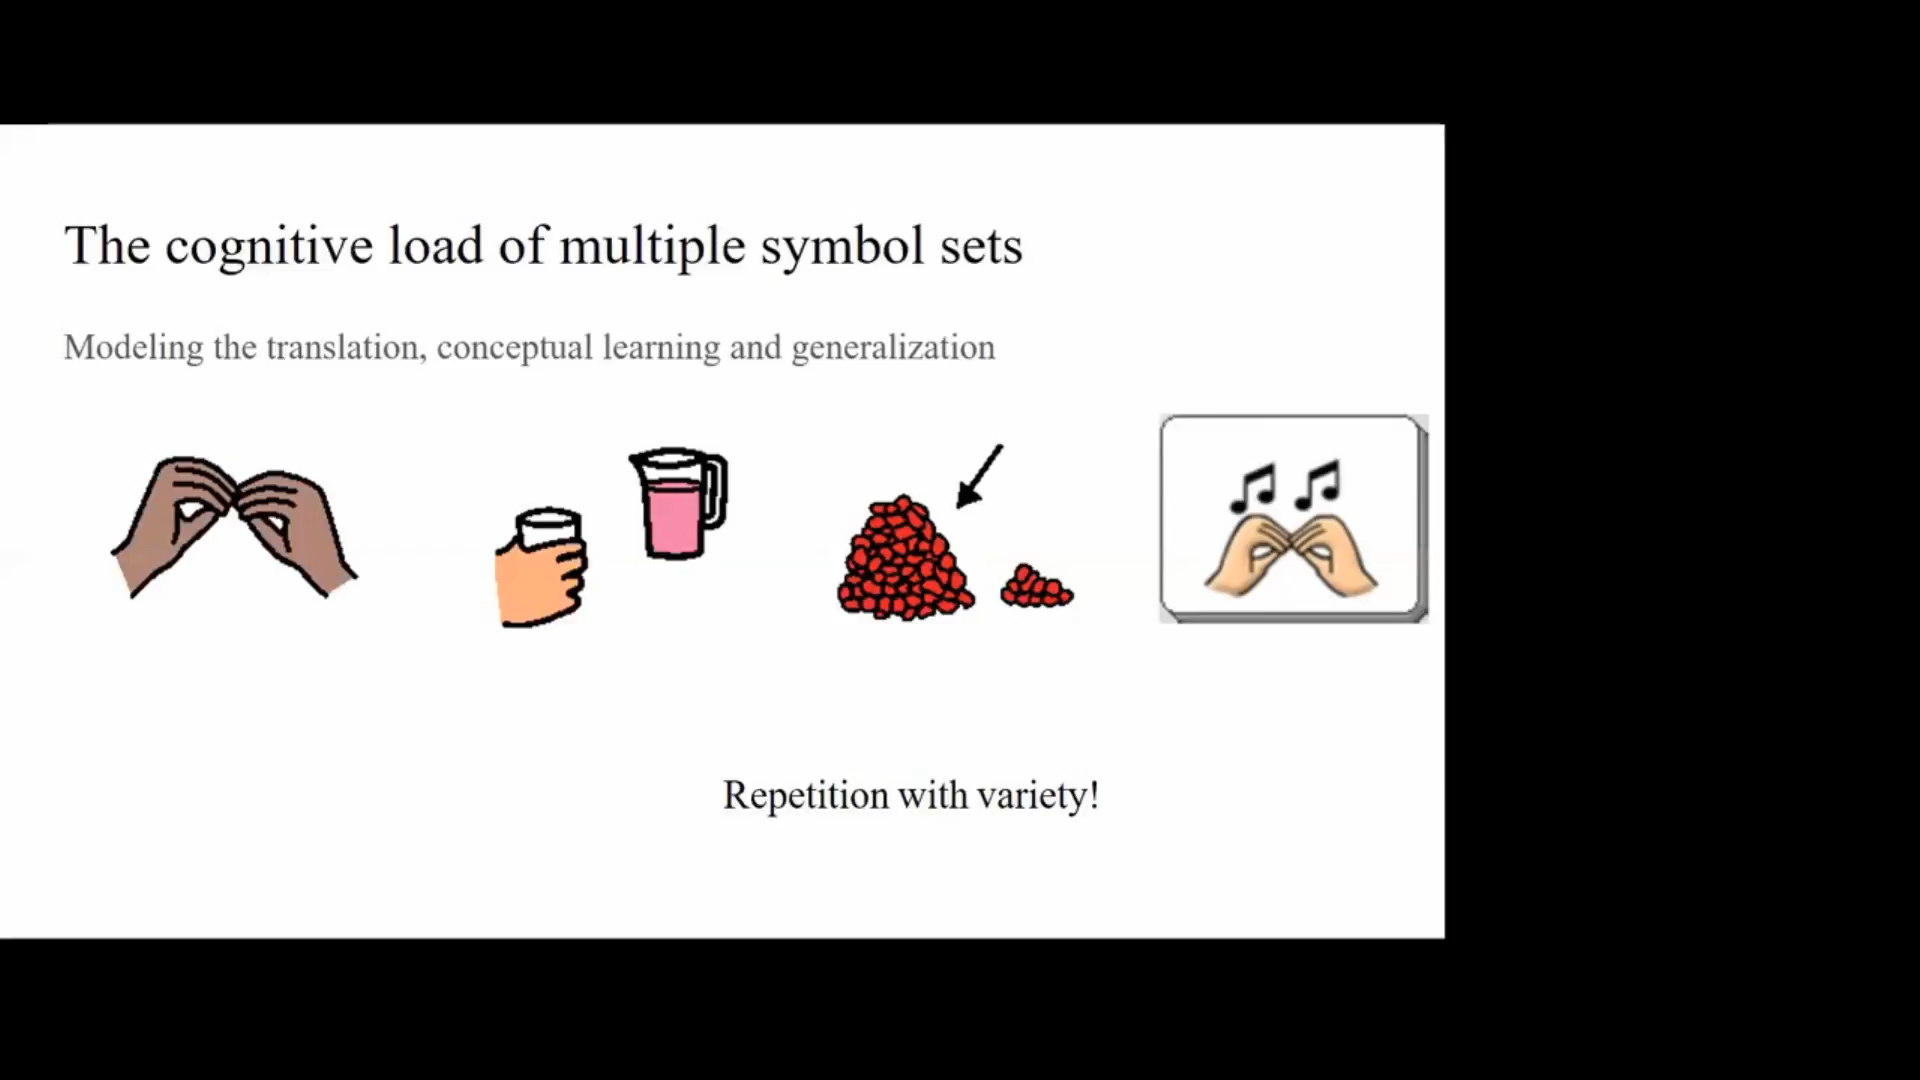 The cognitive load of multiple symbol sets
Modeling the translation, conceptual learning and generalization
Repetition with variety!